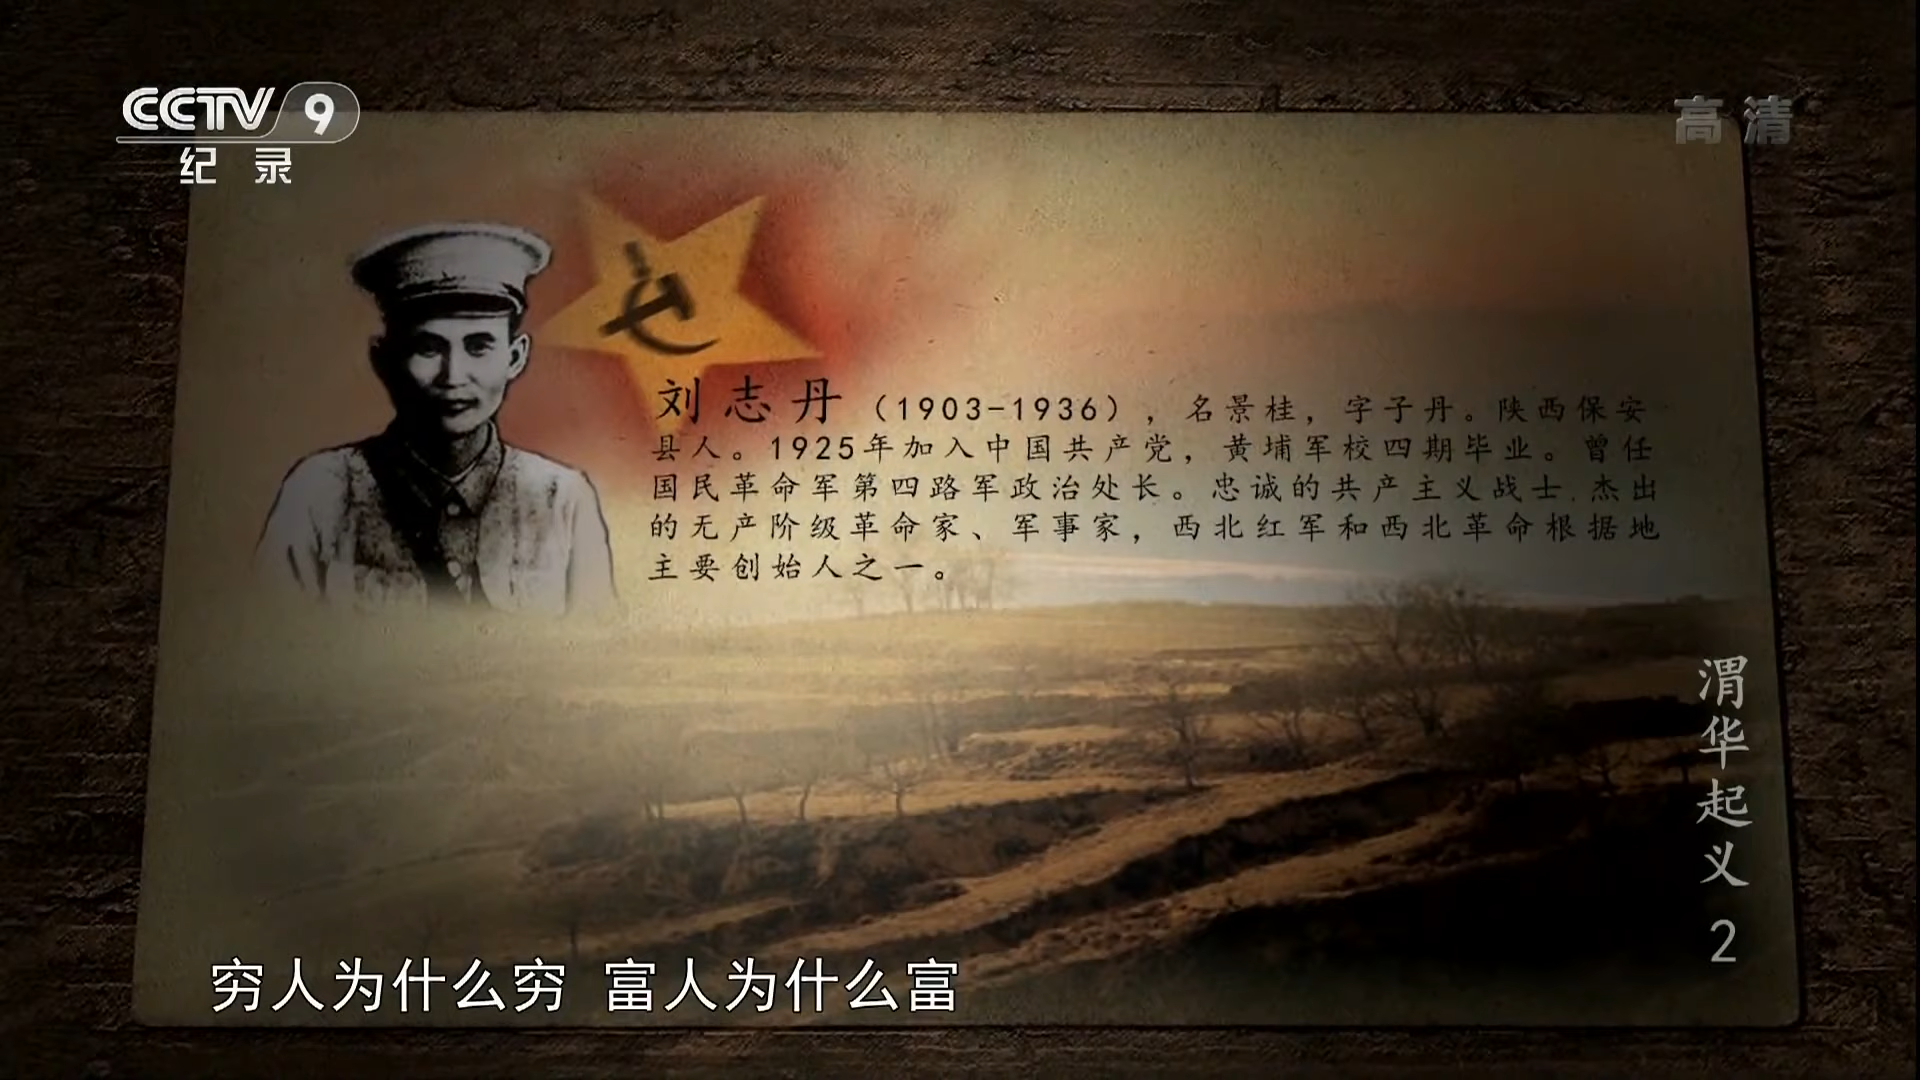 CCTV 9
纪录
高清
刘志丹（1903-1936），名景桂，字子丹。陕西保安
县人。1925年加入中国共产党，黄埔军校四期毕业。曾任
国民革命军第四路军政治处长。忠诚的共产主义战士，杰出
的无产阶级革命家、军事家，西北红军和西北革命根据地
主要创始人之一。
渭华起义 2
穷人为什么穷 富人为什么富